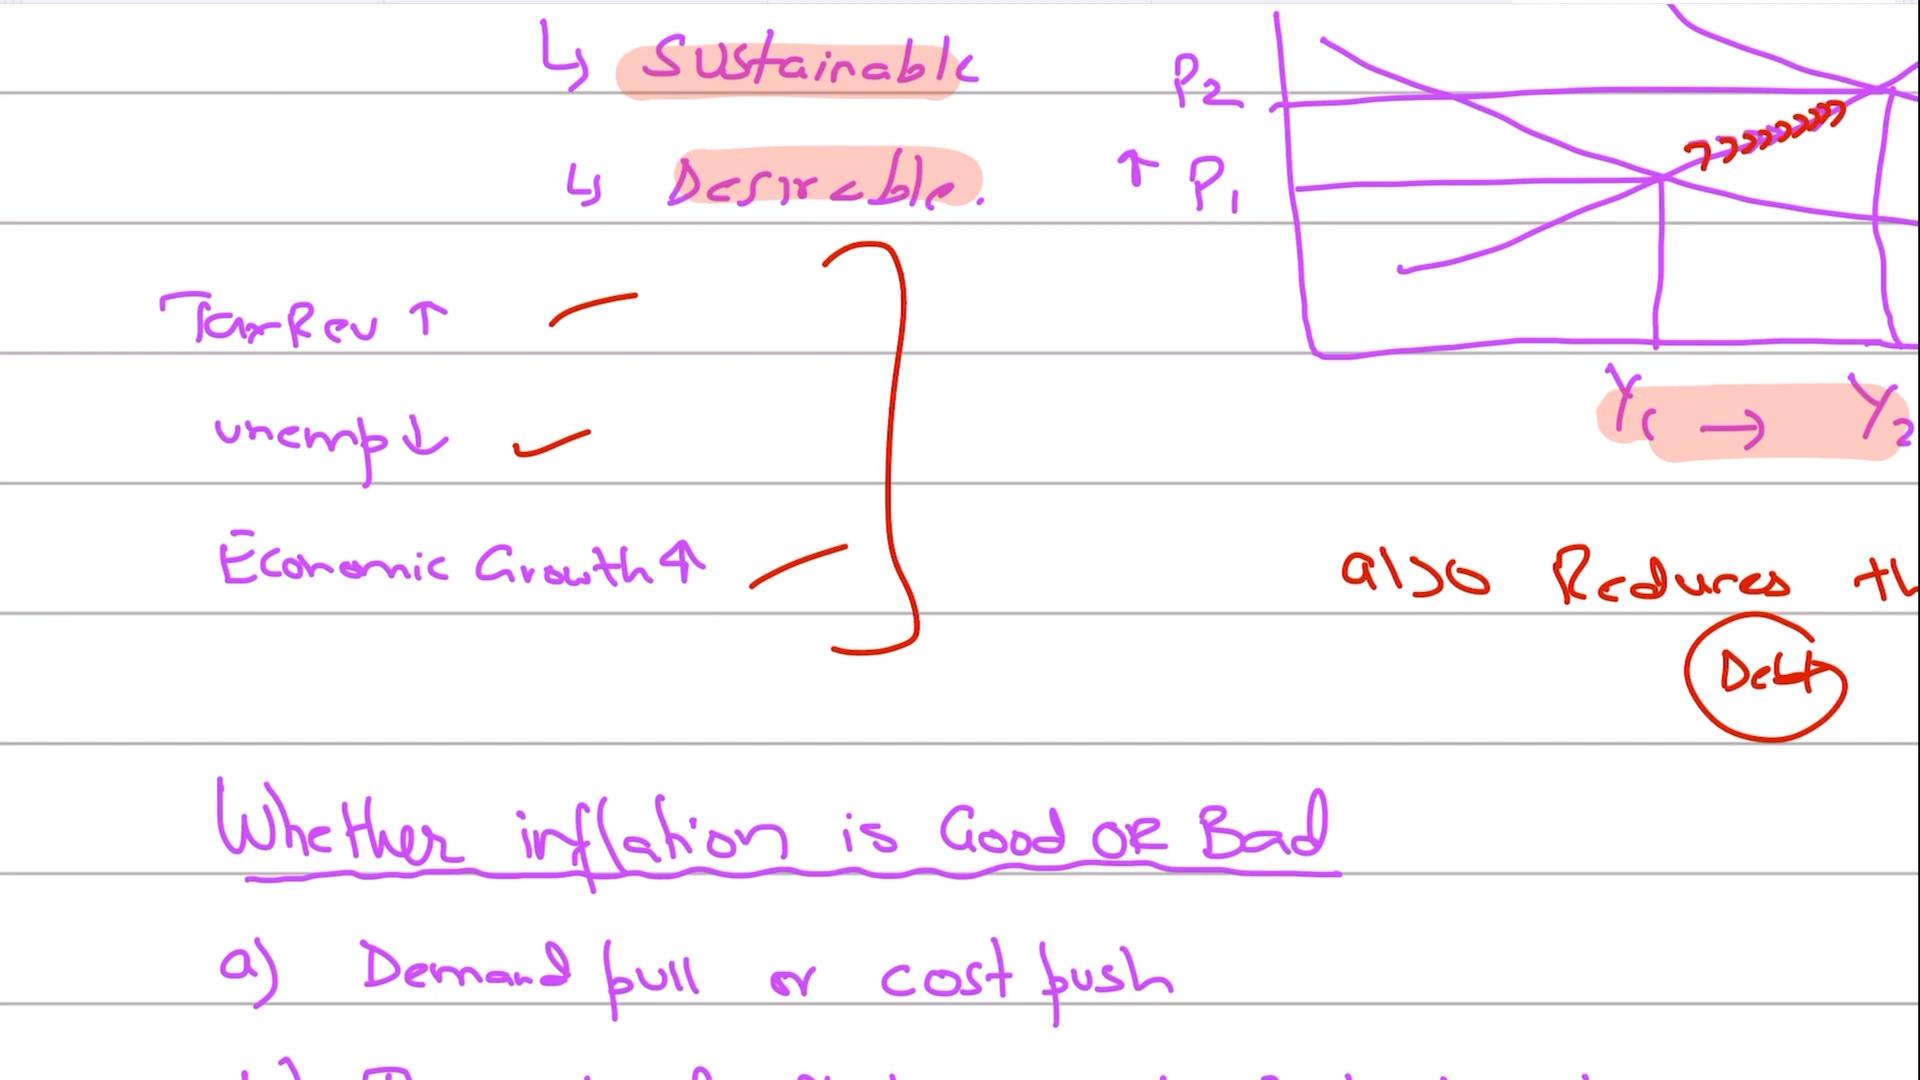 ↳ Sustainable
↳ Desirable.
P2
↑ P1
Y1 → Y2
Tax Rev ↑
unemp ↓
Economic Growth ↑
also Reduces
Debt
Whether inflation is Good OR Bad
a) Demand pull or cost push